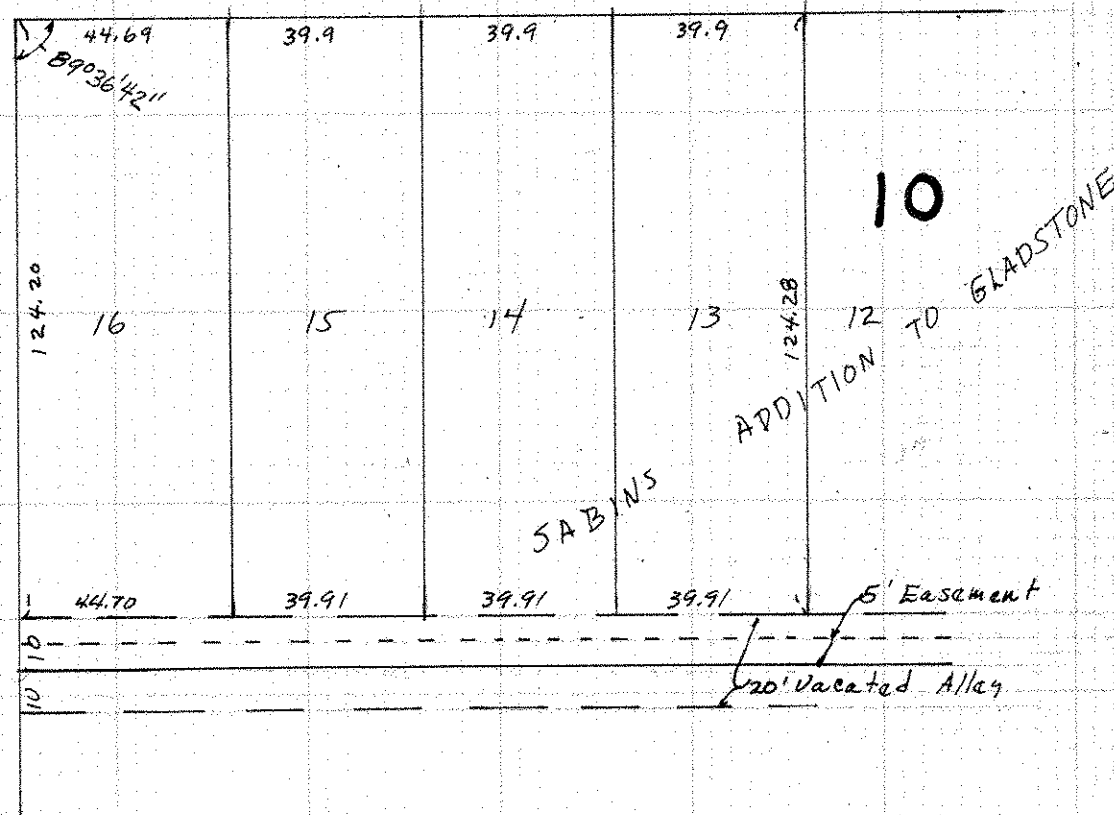 44.69 39.9 39.9 39.9
89°36'42"
10
124.20
124.28
16 15 14 13 12
SABINS ADDITION TO GLADSTONE
44.70 39.91 39.91 39.91
5' Easement
10
10
20' Vacated Alley